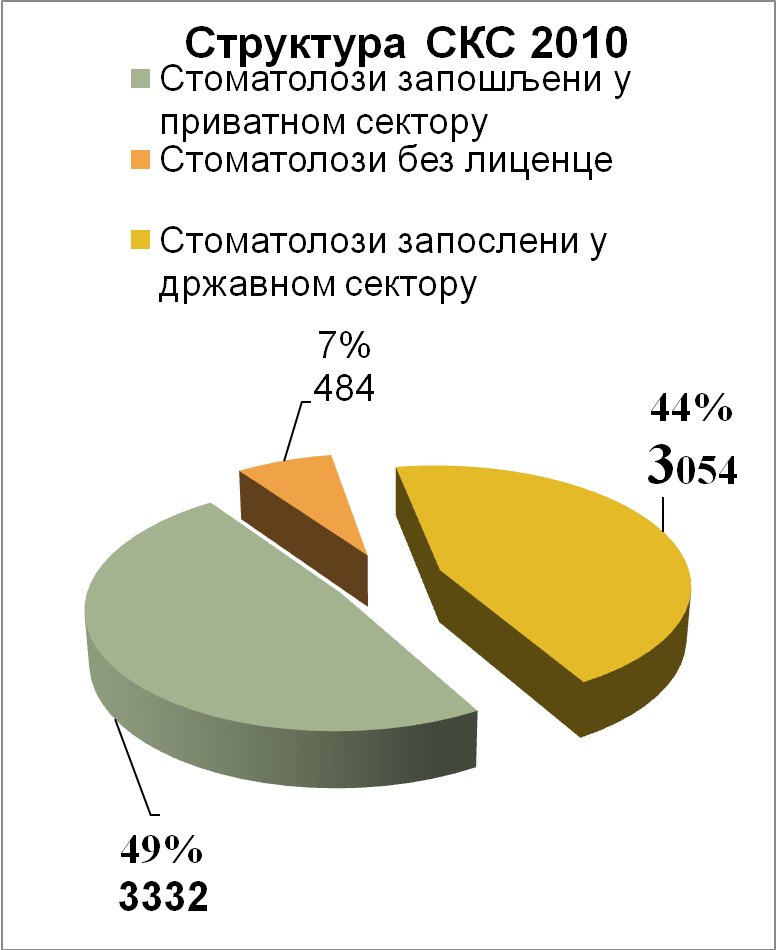 Структура СКС 2010
Стоматолози запошљени у
приватном сектору
Стоматолози без лиценце
Стоматолози запослени у
државном сектору
7%
484
44%
3054
49%
3332